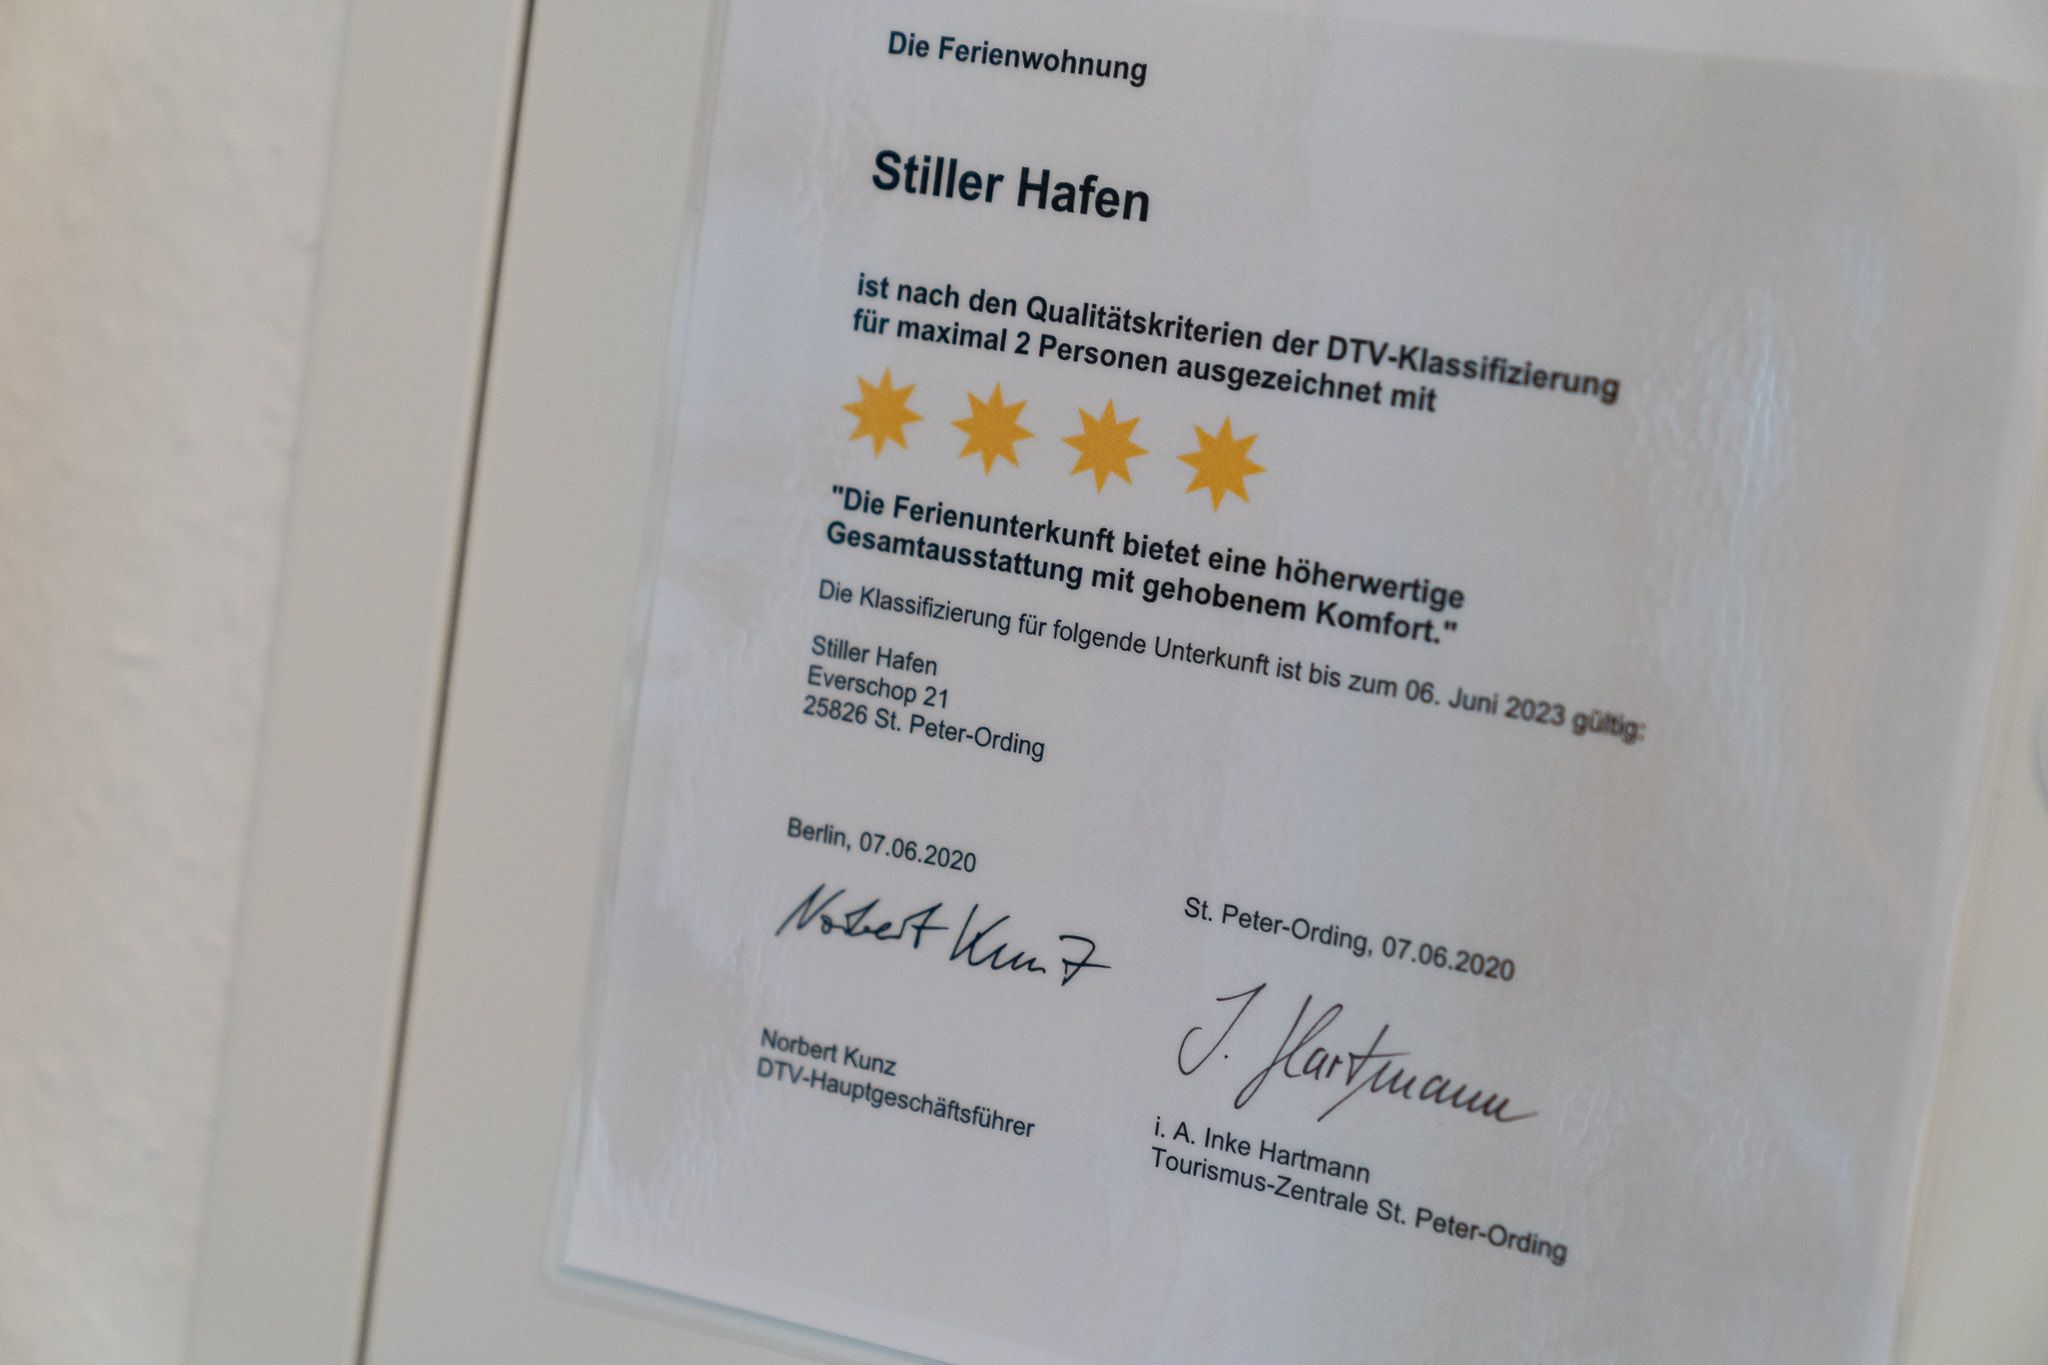 Die Ferienwohnung
Stiller Hafen
ist nach den Qualitätskriterien der DTV-Klassifizierung
für maximal 2 Personen ausgezeichnet mit
"Die Ferienunterkunft bietet eine höherwertige
Gesamtausstattung mit gehobenem Komfort."
Die Klassifizierung für folgende Unterkunft ist bis zum 06. Juni 2023 gültig:
Stiller Hafen
Everschop 21
25826 St. Peter-Ording
Berlin, 07.06.2020
Norbert Kunz
Norbert Kunz
DTV-Hauptgeschäftsführer
St. Peter-Ording, 07.06.2020
I. Hartmann
i. A. Inke Hartmann
Tourismus-Zentrale St. Peter-Ording